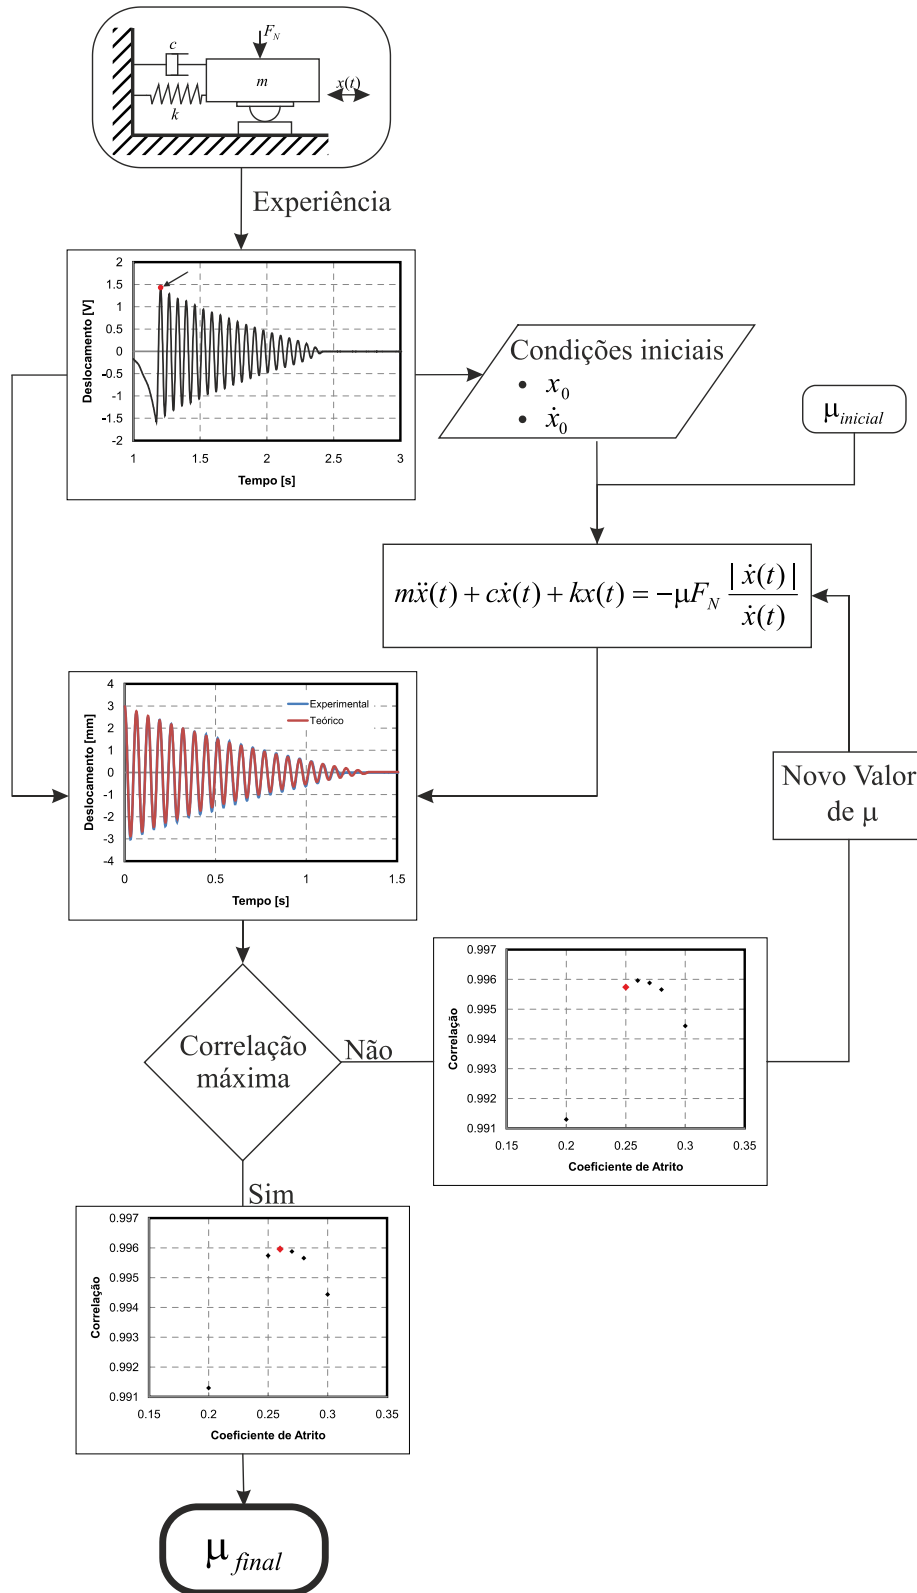 F_N
c
m
x(t)
k
Experiência
2
1.5
1
0.5
0
-0.5
-1
-1.5
-2
Deslocamento [V]
1 1.5 2 2.5 3
Tempo [s]
Condições iniciais
• x_0
• ẋ_0
μ_inicial
mẍ(t) + cẋ(t) + kx(t) = −μF_N |ẋ(t)| / ẋ(t)
4
3
2
1
0
-1
-2
-3
-4
Deslocamento [mm]
Experimental
Teórico
0 0.5 1 1.5
Tempo [s]
Novo Valor
de μ
Correlação
máxima
Não
0.997
0.996
0.995
0.994
0.993
0.992
0.991
Correlação
0.15 0.2 0.25 0.3 0.35
Coeficiente de Atrito
Sim
0.997
0.996
0.995
0.994
0.993
0.992
0.991
Correlação
0.15 0.2 0.25 0.3 0.35
Coeficiente de Atrito
μ_final